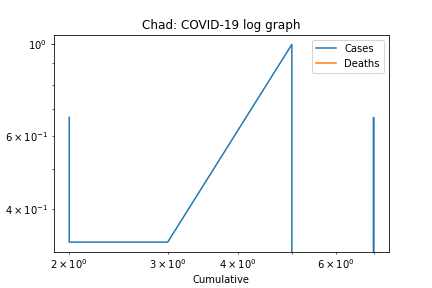 Chad: COVID-19 log graph
10⁰
6 × 10⁻¹
4 × 10⁻¹
Cases
Deaths
2 × 10⁰
3 × 10⁰
4 × 10⁰
6 × 10⁰
Cumulative